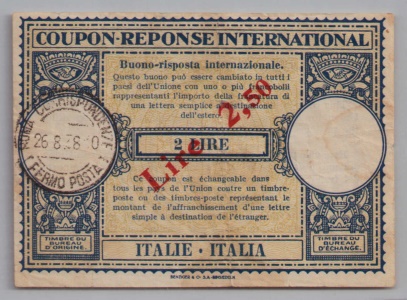 COUPON-REPONSE INTERNATIONAL
Buono-risposta internazionale.
Questo buono può essere cambiato in tutti i
paesi dell'Unione con uno o più francobolli
rappresentanti l'importo della francatura di
una lettera semplice a destinazione
dell'estero.
Lire 2,50
2 LIRE
Ce coupon est échangeable dans
tous les pays de l'Union contre un timbre-
poste ou des timbres-poste représentant le
montant de l'affranchissement d'une lettre
simple à destination de l'étranger.
ROMA CORRISPONDENZE
26.8.38
FERMO POSTA
TIMBRE DU
BUREAU
D'ORIGINE.
ITALIE · ITALIA
TIMBRE DU
BUREAU
D'ÉCHANGE.